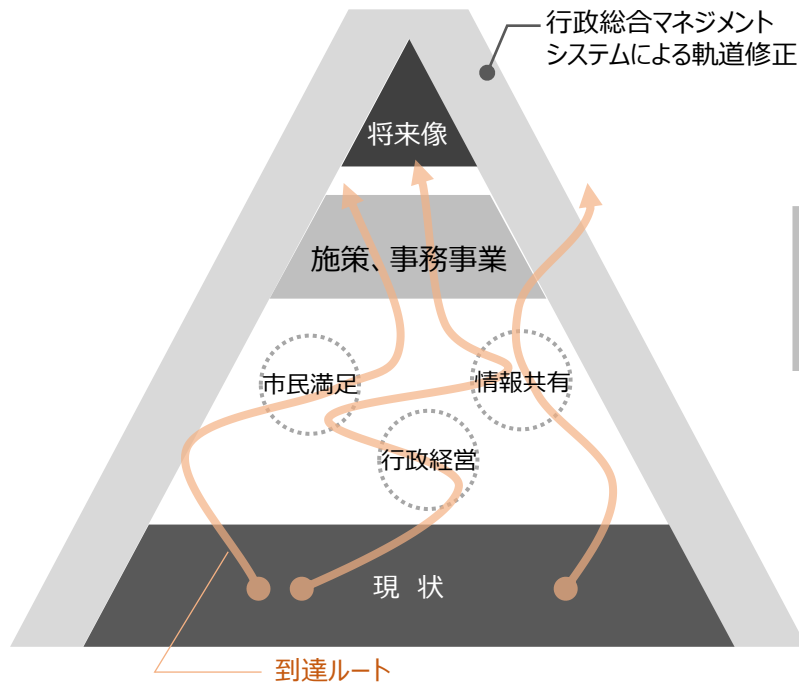 行政総合マネジメント
システムによる軌道修正
将来像
施策、事務事業
市民満足
情報共有
行政経営
現 状
到達ルート